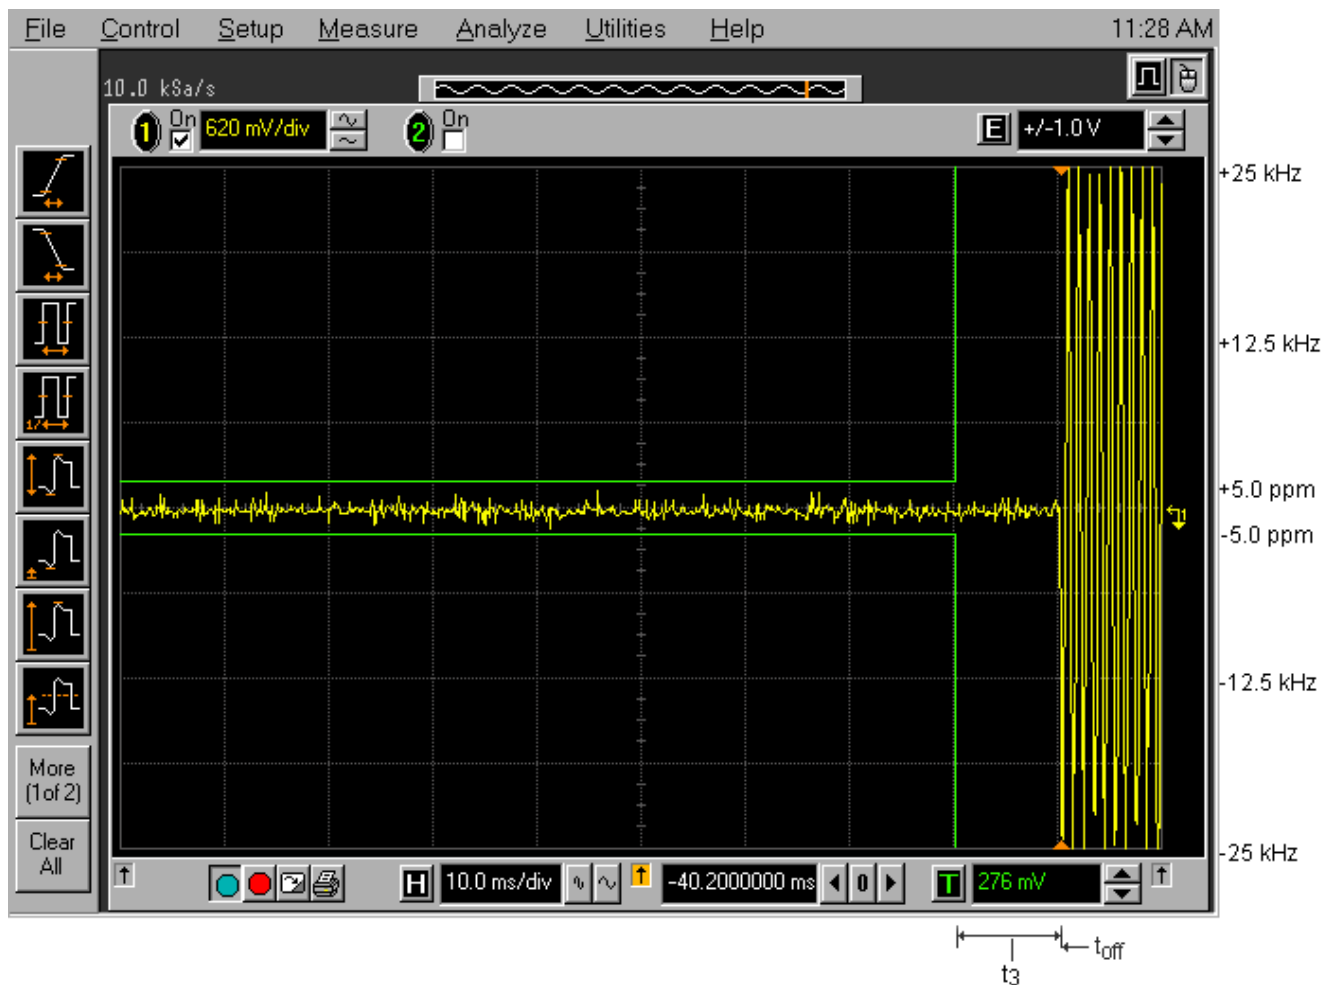 File Control Setup Measure Analyze Utilities Help 11:28 AM
10.0 kSa/s
1 On 620 mV/div 2 On E +/-1.0 V
+25 kHz
+12.5 kHz
+5.0 ppm
-5.0 ppm
-12.5 kHz
-25 kHz
1/
More
(1of 2)
Clear
All
H 10.0 ms/div -40.2000000 ms 0 T 276 mV
t3
toff